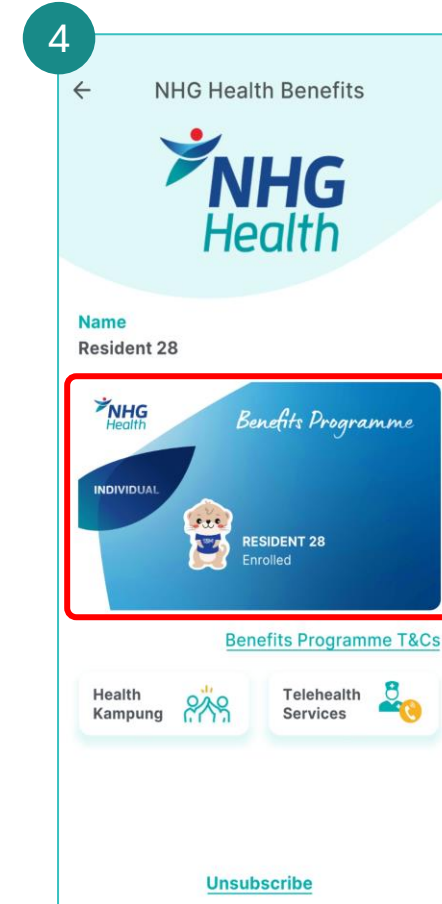 4
← NHG Health Benefits
NHG
Health
Name
Resident 28
NHG
Health
Benefits Programme
INDIVIDUAL
RESIDENT 28
Enrolled
Benefits Programme T&Cs
Health
Kampung
Telehealth
Services
Unsubscribe